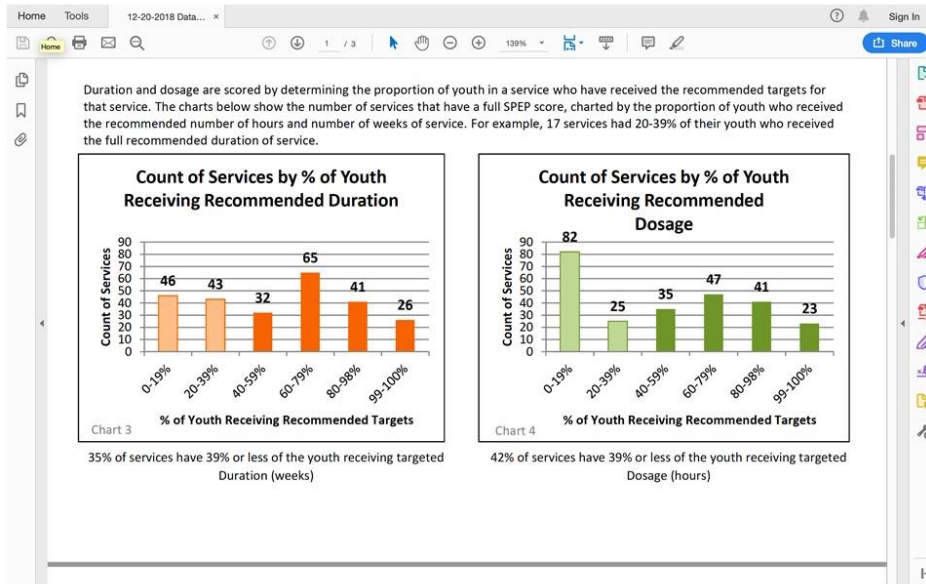 Home Tools 12-20-2018 Data... × Sign In
Home 1 / 3 139% Share
Duration and dosage are scored by determining the proportion of youth in a service who have received the recommended targets for
that service. The charts below show the number of services that have a full SPEP score, charted by the proportion of youth who received
the recommended number of hours and number of weeks of service. For example, 17 services had 20-39% of their youth who received
the full recommended duration of service.
Count of Services by % of Youth
Receiving Recommended Duration
Count of Services
90
80
70
60
50
40
30
20
10
0
46 43 32 65 41 26
0-19% 20-39% 40-59% 60-79% 80-98% 99-100%
% of Youth Receiving Recommended Targets
Chart 3
35% of services have 39% or less of the youth receiving targeted
Duration (weeks)
Count of Services by % of Youth
Receiving Recommended
Dosage
Count of Services
90
80
70
60
50
40
30
20
10
0
82 25 35 47 41 23
0-19% 20-39% 40-59% 60-79% 80-98% 99-100%
% of Youth Receiving Recommended Targets
Chart 4
42% of services have 39% or less of the youth receiving targeted
Dosage (hours)